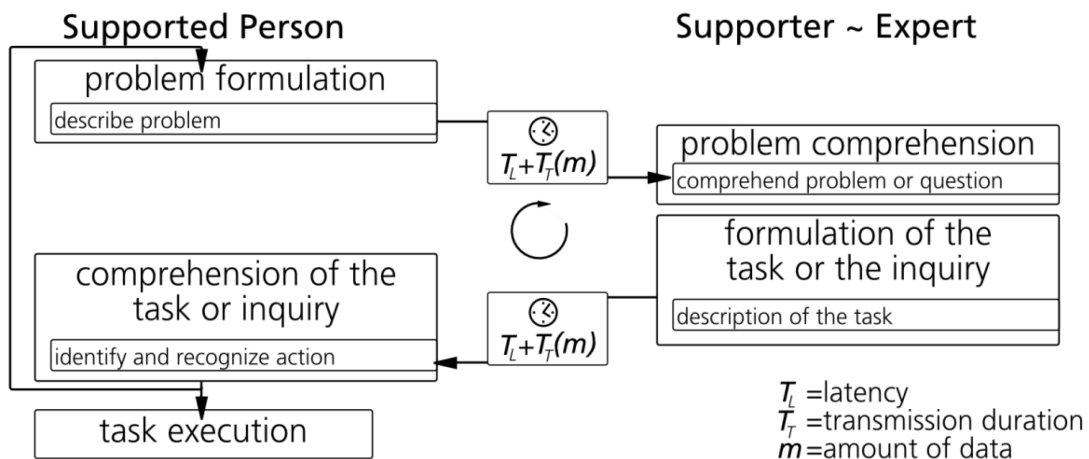 Supported Person
Supporter ~ Expert
problem formulation
describe problem
T_L+T_T(m)
problem comprehension
comprehend problem or question
formulation of the
task or the inquiry
description of the task
T_L+T_T(m)
comprehension of the
task or inquiry
identify and recognize action
task execution
T_L=latency
T_T=transmission duration
m=amount of data